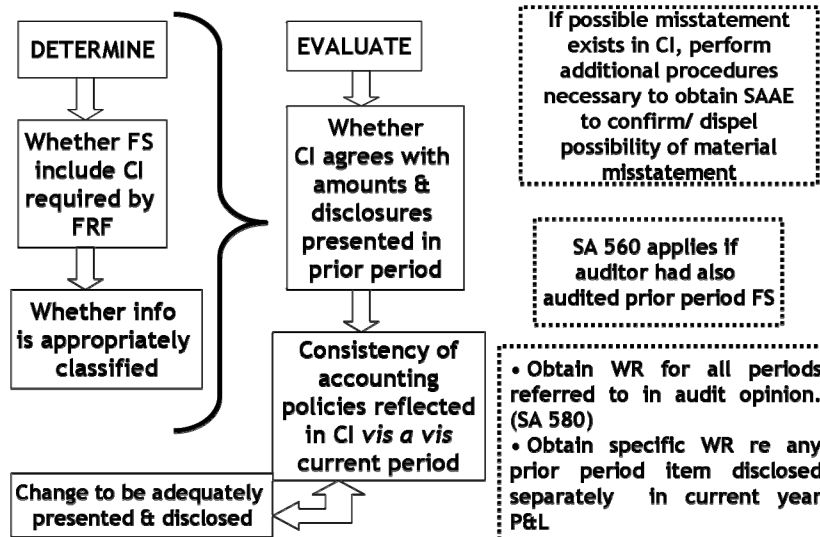 DETERMINE
Whether FS
include CI
required by
FRF
Whether info
is appropriately
classified
EVALUATE
Whether
CI agrees with
amounts &
disclosures
presented in
prior period
Consistency of
accounting
policies reflected
in CI vis a vis
current period
Change to be adequately
presented & disclosed
If possible misstatement
exists in CI, perform
additional procedures
necessary to obtain SAAE
to confirm/ dispel
possibility of material
misstatement
SA 560 applies if
auditor had also
audited prior period FS
• Obtain WR for all periods
referred to in audit opinion.
(SA 580)
• Obtain specific WR re any
prior period item disclosed
separately in current year
P&L